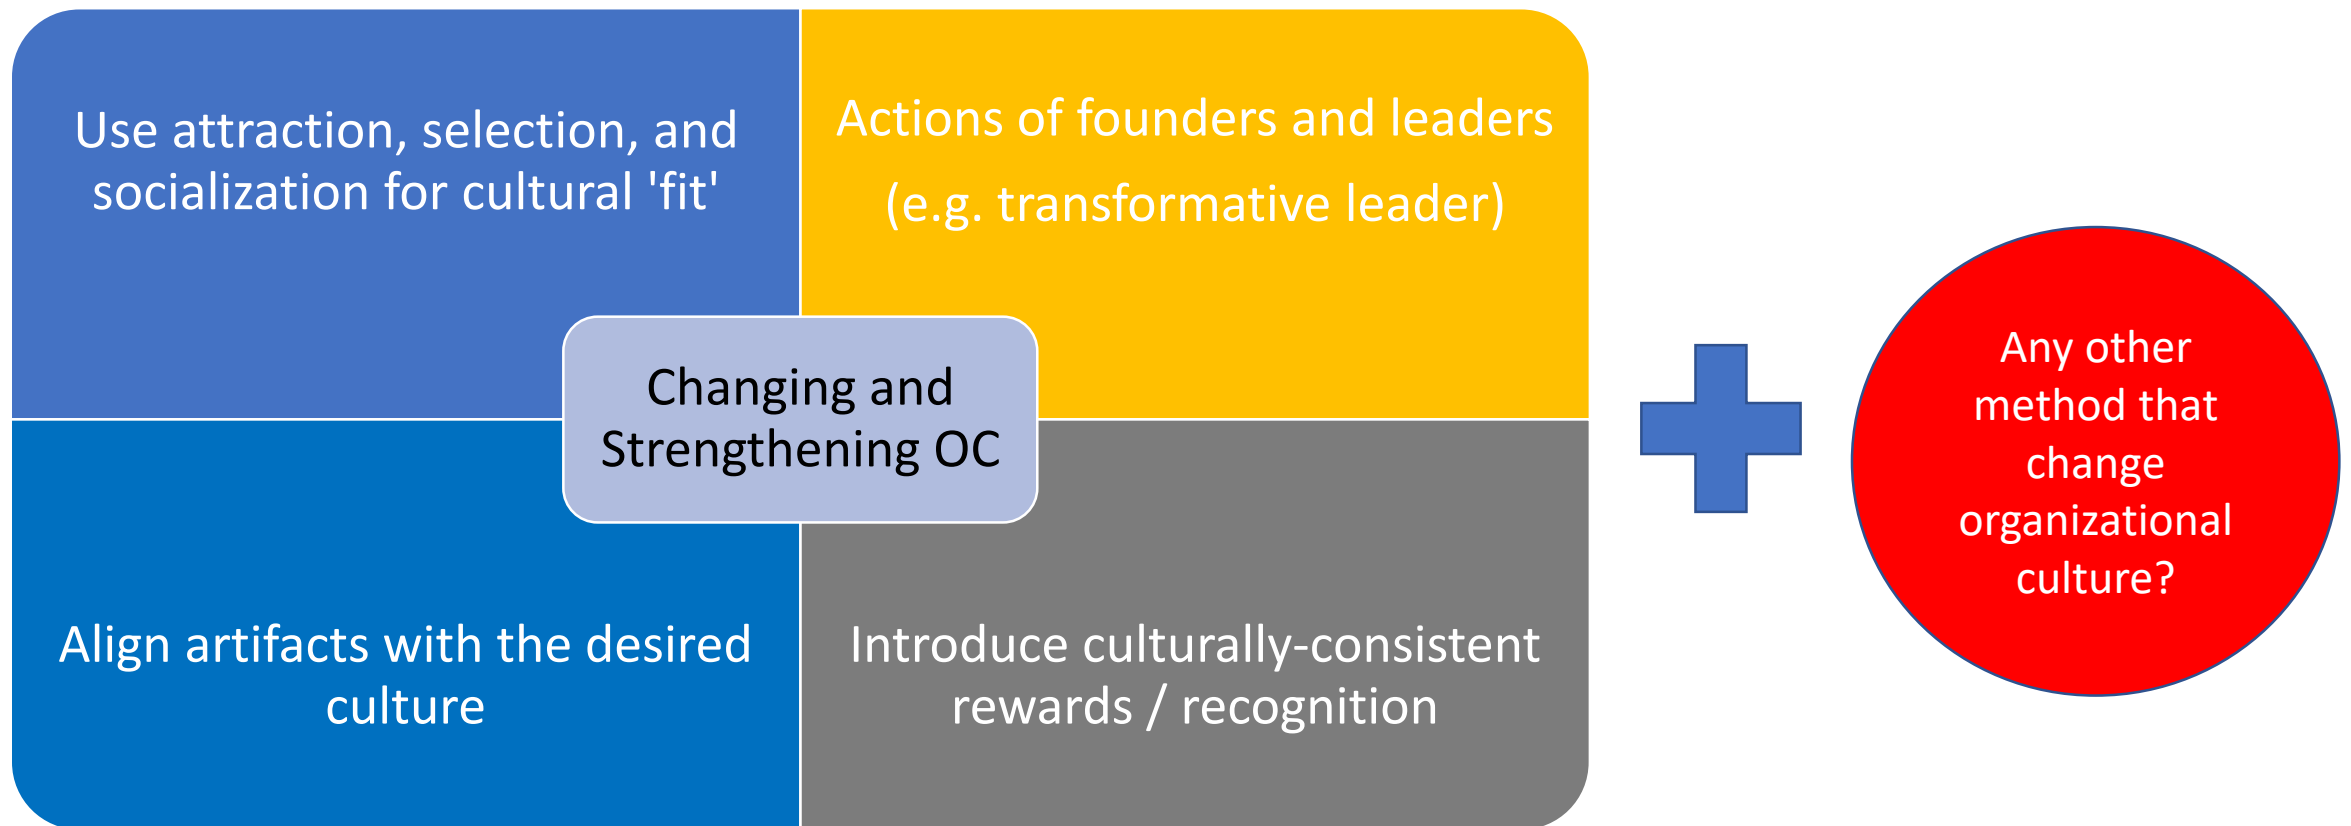 Use attraction, selection, and
socialization for cultural 'fit'
Actions of founders and leaders
(e.g. transformative leader)
Changing and
Strengthening OC
Align artifacts with the desired
culture
Introduce culturally-consistent
rewards / recognition
Any other
method that
change
organizational
culture?